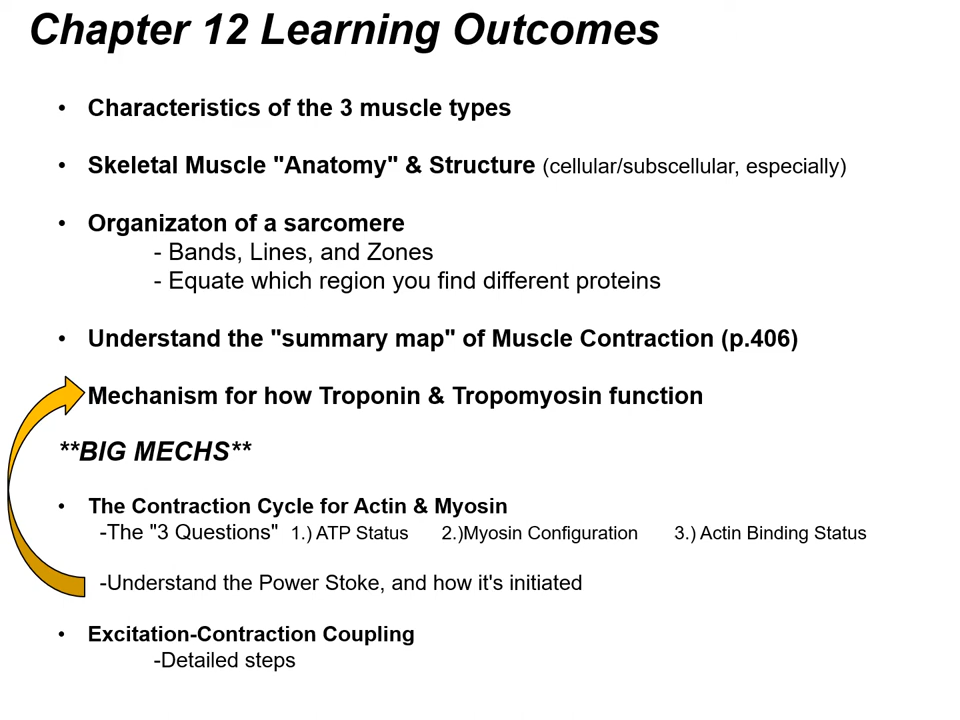 Chapter 12 Learning Outcomes
• Characteristics of the 3 muscle types
• Skeletal Muscle "Anatomy" & Structure (cellular/subscellular, especially)
• Organizaton of a sarcomere
- Bands, Lines, and Zones
- Equate which region you find different proteins
• Understand the "summary map" of Muscle Contraction (p.406)
Mechanism for how Troponin & Tropomyosin function
**BIG MECHS**
• The Contraction Cycle for Actin & Myosin
-The "3 Questions" 1.) ATP Status 2.)Myosin Configuration 3.) Actin Binding Status
-Understand the Power Stoke, and how it's initiated
• Excitation-Contraction Coupling
-Detailed steps